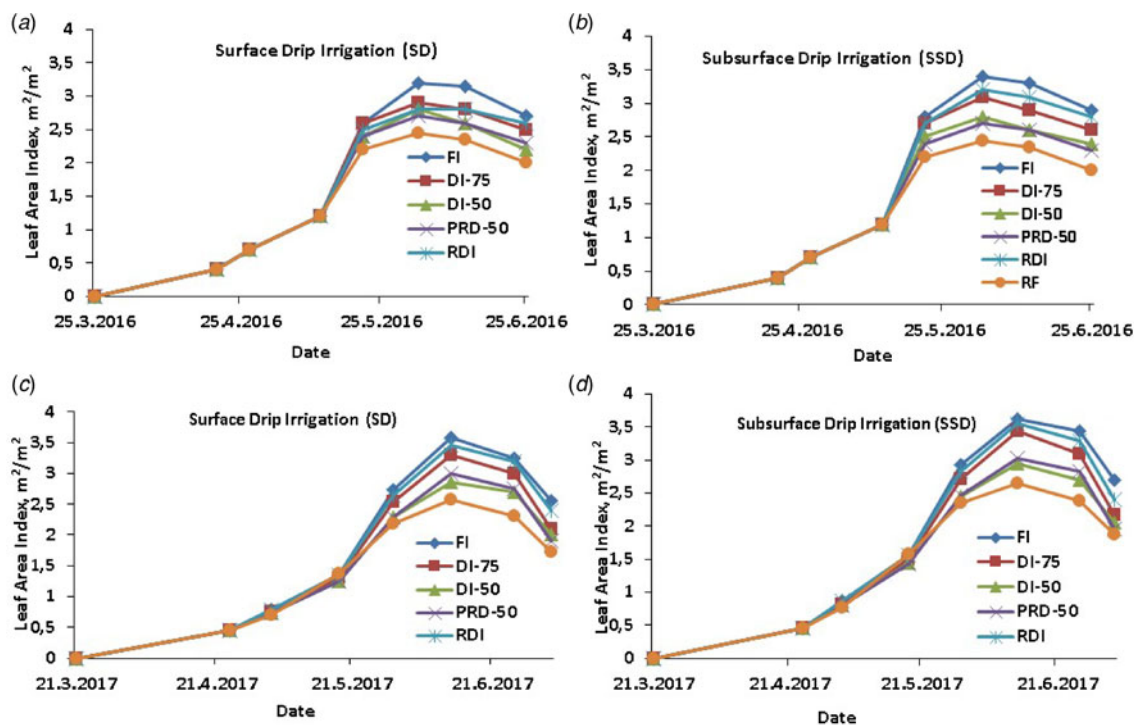 (a)
Surface Drip Irrigation (SD)
Leaf Area Index, m²/m²
4
3,5
3
2,5
2
1,5
1
0,5
0
FI
DI-75
DI-50
PRD-50
RDI
25.3.2016 25.4.2016 25.5.2016 25.6.2016
Date
(b)
Subsurface Drip Irrigation (SSD)
Leaf Area Index, m²/m²
4
3,5
3
2,5
2
1,5
1
0,5
0
FI
DI-75
DI-50
PRD-50
RDI
RF
25.3.2016 25.4.2016 25.5.2016 25.6.2016
Date
(c)
Surface Drip Irrigation (SD)
Leaf Area Index, m²/m²
4
3,5
3
2,5
2
1,5
1
0,5
0
FI
DI-75
DI-50
PRD-50
RDI
21.3.2017 21.4.2017 21.5.2017 21.6.2017
Date
(d)
Subsurface Drip Irrigation (SSD)
Leaf Area Index, m²/m²
4
3,5
3
2,5
2
1,5
1
0,5
0
FI
DI-75
DI-50
PRD-50
RDI
21.3.2017 21.4.2017 21.5.2017 21.6.2017
Date